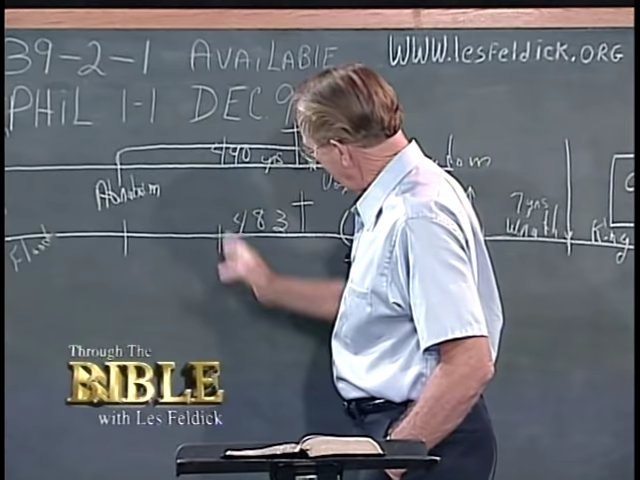 39-2-1 AVAILABLE
WWW.lesfeldick.ORG
PHIL 1-1 DEC.
490 yrs
Abraham
483
7 yrs
Wrath
King
Flood
Through The
BIBLE
with Les Feldick